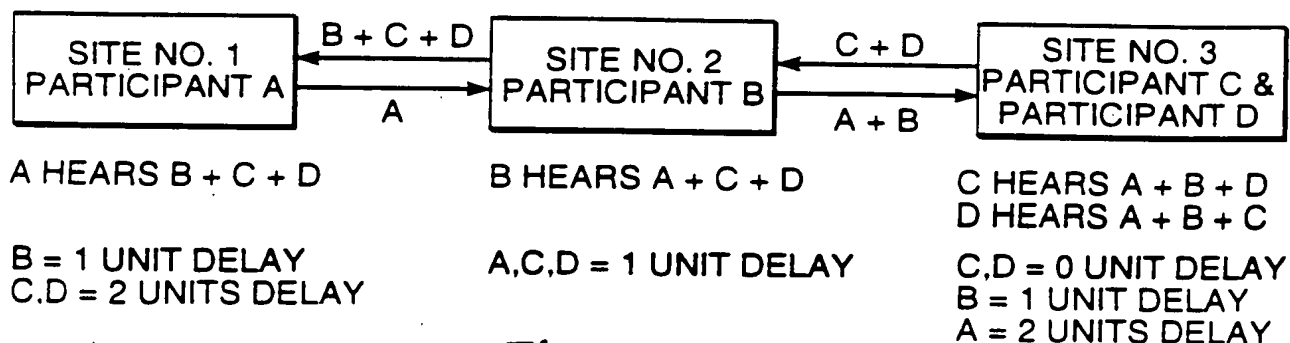 SITE NO. 1
PARTICIPANT A
B + C + D
A
SITE NO. 2
PARTICIPANT B
C + D
A + B
SITE NO. 3
PARTICIPANT C &
PARTICIPANT D
A HEARS B + C + D
B = 1 UNIT DELAY
C,D = 2 UNITS DELAY
B HEARS A + C + D
A,C,D = 1 UNIT DELAY
C HEARS A + B + D
D HEARS A + B + C
C,D = 0 UNIT DELAY
B = 1 UNIT DELAY
A = 2 UNITS DELAY